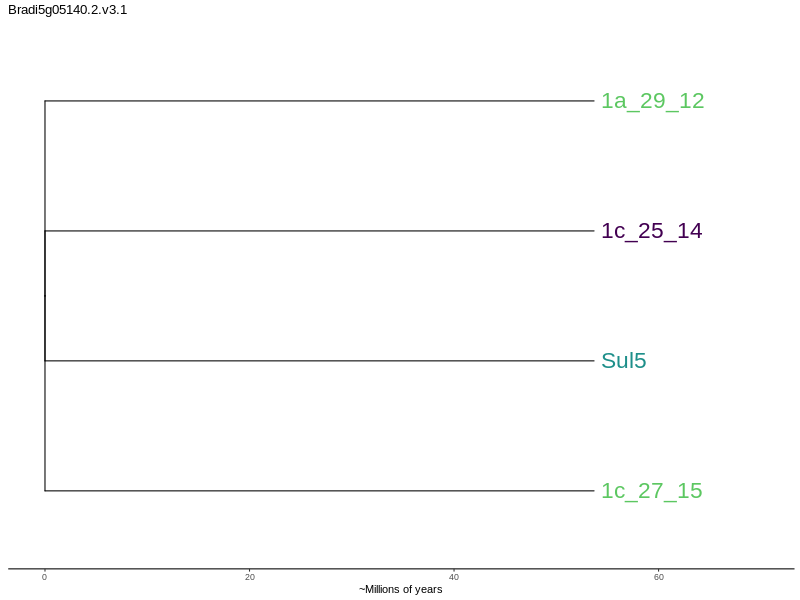 Bradi5g05140.2.v3.1
1a_29_12
1c_25_14
Sul5
1c_27_15
0 20 40 60
~Millions of years